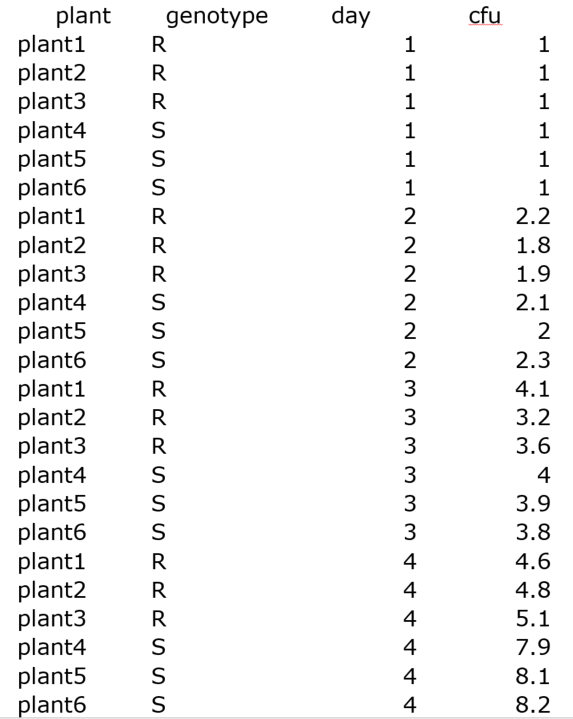 plant genotype day cfu
plant1 R 1 1
plant2 R 1 1
plant3 R 1 1
plant4 S 1 1
plant5 S 1 1
plant6 S 1 1
plant1 R 2 2.2
plant2 R 2 1.8
plant3 R 2 1.9
plant4 S 2 2.1
plant5 S 2 2
plant6 S 2 2.3
plant1 R 3 4.1
plant2 R 3 3.2
plant3 R 3 3.6
plant4 S 3 4
plant5 S 3 3.9
plant6 S 3 3.8
plant1 R 4 4.6
plant2 R 4 4.8
plant3 R 4 5.1
plant4 S 4 7.9
plant5 S 4 8.1
plant6 S 4 8.2